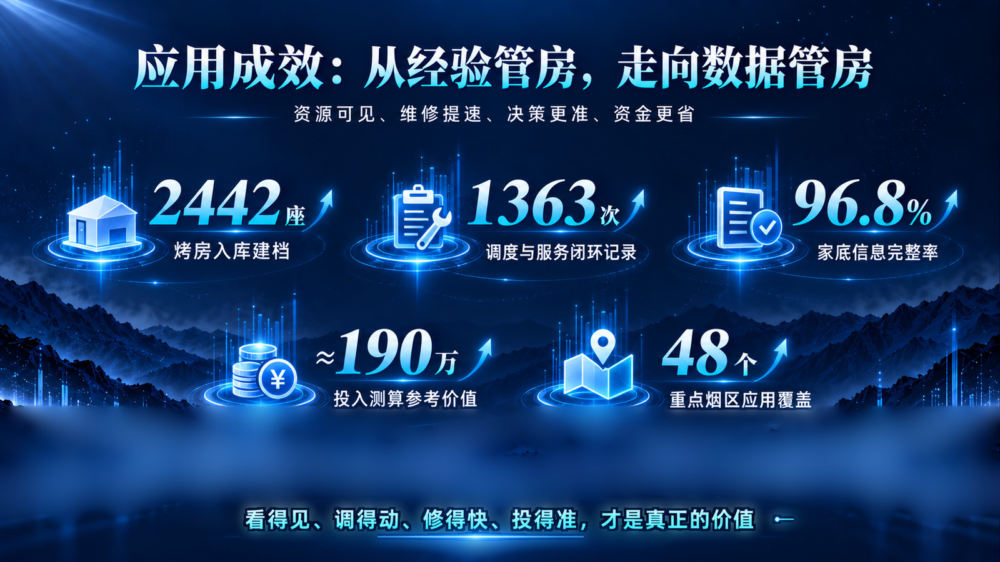 应用成效：从经验管房，走向数据管房
资源可见、维修提速、决策更准、资金更省
2442座
烤房入库建档
1363次
调度与服务闭环记录
96.8%
家底信息完整率
≈190万
¥
投入测算参考价值
48个
重点烟区应用覆盖
看得见、调得动、修得快、投得准，才是真正的价值